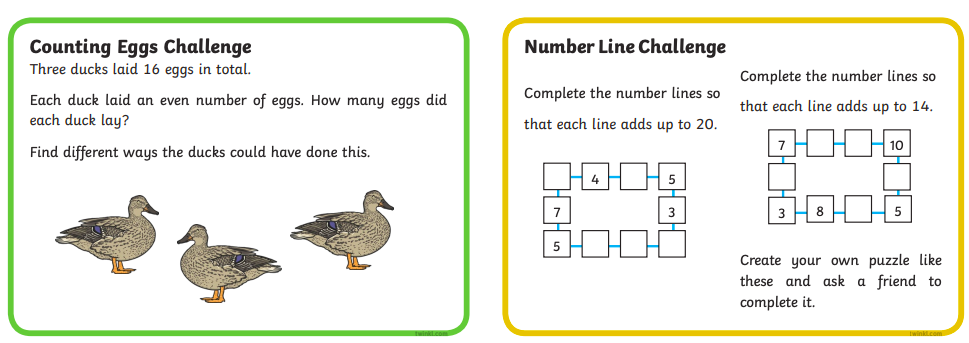 Counting Eggs Challenge
Three ducks laid 16 eggs in total.
Each duck laid an even number of eggs. How many eggs did
each duck lay?
Find different ways the ducks could have done this.
twinkl.com
Number Line Challenge
Complete the number lines so
that each line adds up to 20.
4 5
7 3
5
Complete the number lines so
that each line adds up to 14.
7 10
3 8 5
Create your own puzzle like
these and ask a friend to
complete it.
twinkl.com